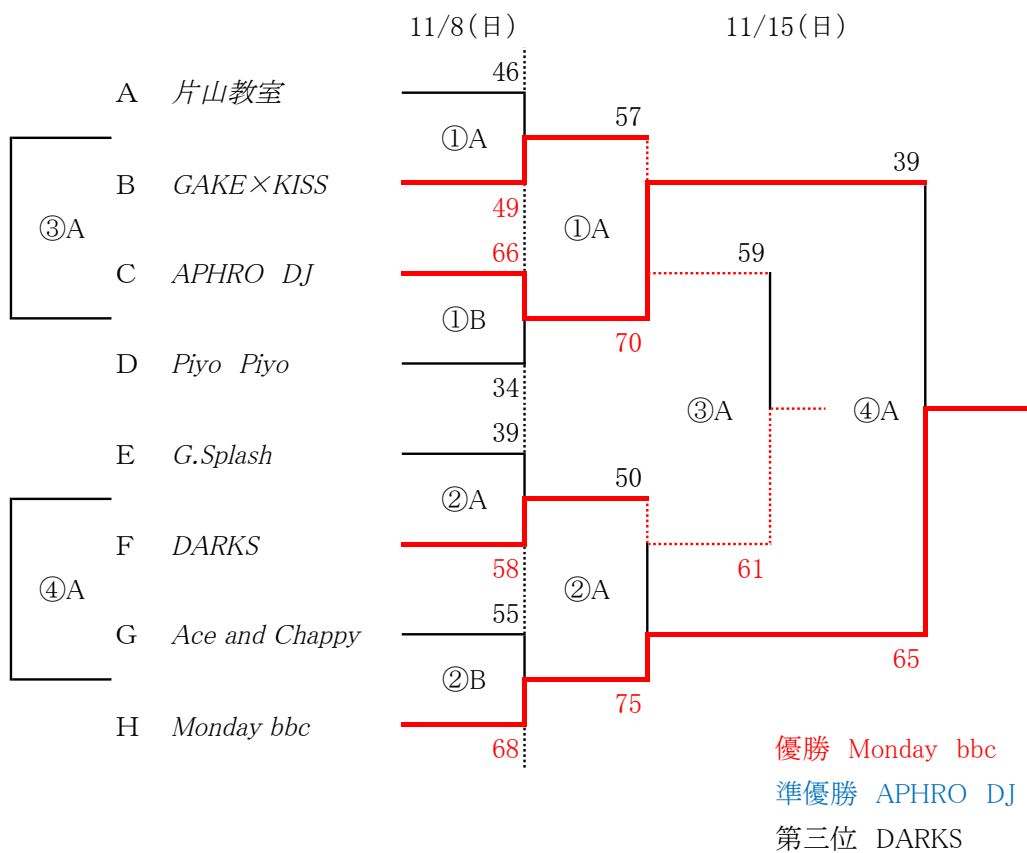 11/8(日) 11/15(日)
46
A 片山教室
57
①A
39
B GAKE×KISS
49
③A
①A
66
59
C APHRO DJ
①B
70
D Piyo Piyo
34
③A
④A
39
E G.Splash
50
②A
F DARKS
58
61
④A
②A
55
G Ace and Chappy
65
②B
75
H Monday bbc
68
優勝 Monday bbc
準優勝 APHRO DJ
第三位 DARKS